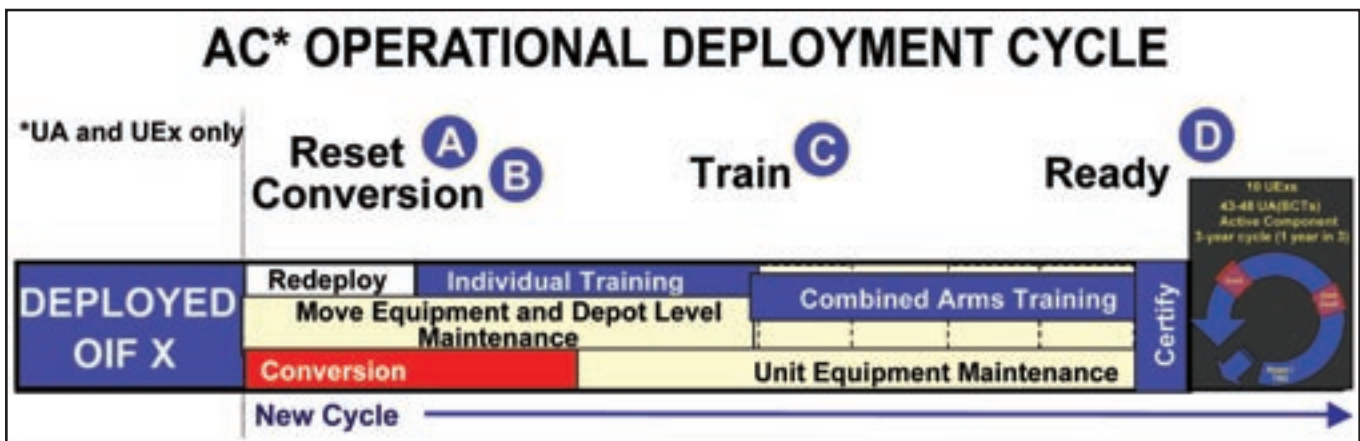 AC* OPERATIONAL DEPLOYMENT CYCLE
*UA and UEx only
Reset A
Conversion B
Train C
Ready D
10 UExs
43-48 UA(BCTs)
Active Component
3-year cycle (1 year in 3)
DEPLOYED
OIF X
Redeploy
Individual Training
Move Equipment and Depot Level
Maintenance
Conversion
Combined Arms Training
Unit Equipment Maintenance
Certify
New Cycle